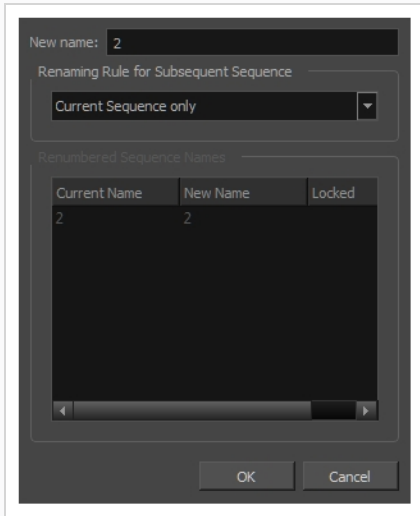 New name: 2
Renaming Rule for Subsequent Sequence
Current Sequence only
Renumbered Sequence Names
Current Name New Name Locked
2 2
OK Cancel